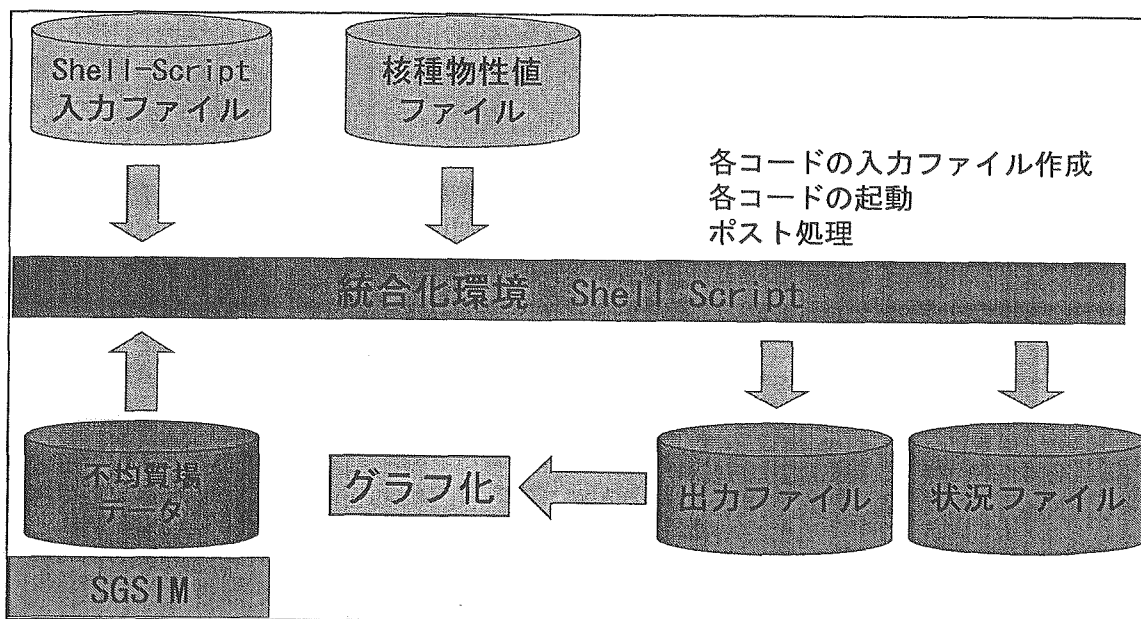 Shell-Script
入力ファイル
核種物性値
ファイル
各コードの入力ファイル作成
各コードの起動
ポスト処理
統合化環境 Shell Script
不均質場
データ
グラフ化
出力ファイル
状況ファイル
SGSIM